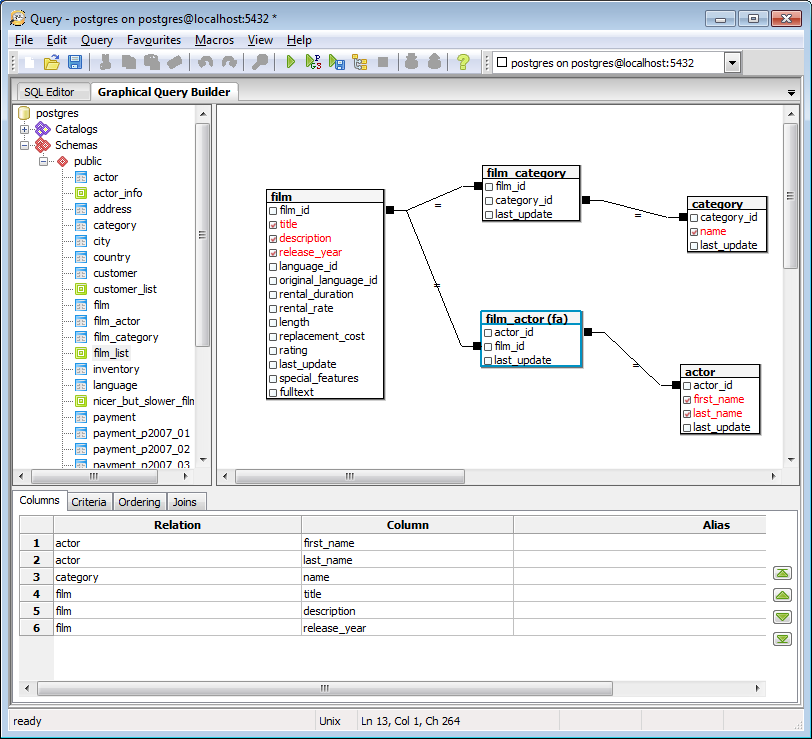 Query - postgres on postgres@localhost:5432 *
File Edit Query Favourites Macros View Help
postgres on postgres@localhost:5432
SQL Editor Graphical Query Builder
postgres
Catalogs
Schemas
public
actor
actor_info
address
category
city
country
customer
customer_list
film
film_actor
film_category
film_list
inventory
language
nicer_but_slower_film
payment
payment_p2007_01
payment_p2007_02
payment_p2007_03
film
film_id
title
description
release_year
language_id
original_language_id
rental_duration
rental_rate
length
replacement_cost
rating
last_update
special_features
fulltext
=
=
film_category
film_id
category_id
last_update
=
category
category_id
name
last_update
film_actor (fa)
actor_id
film_id
last_update
=
actor
actor_id
first_name
last_name
last_update
Columns Criteria Ordering Joins
Relation Column Alias
1 actor first_name
2 actor last_name
3 category name
4 film title
5 film description
6 film release_year
ready Unix Ln 13, Col 1, Ch 264